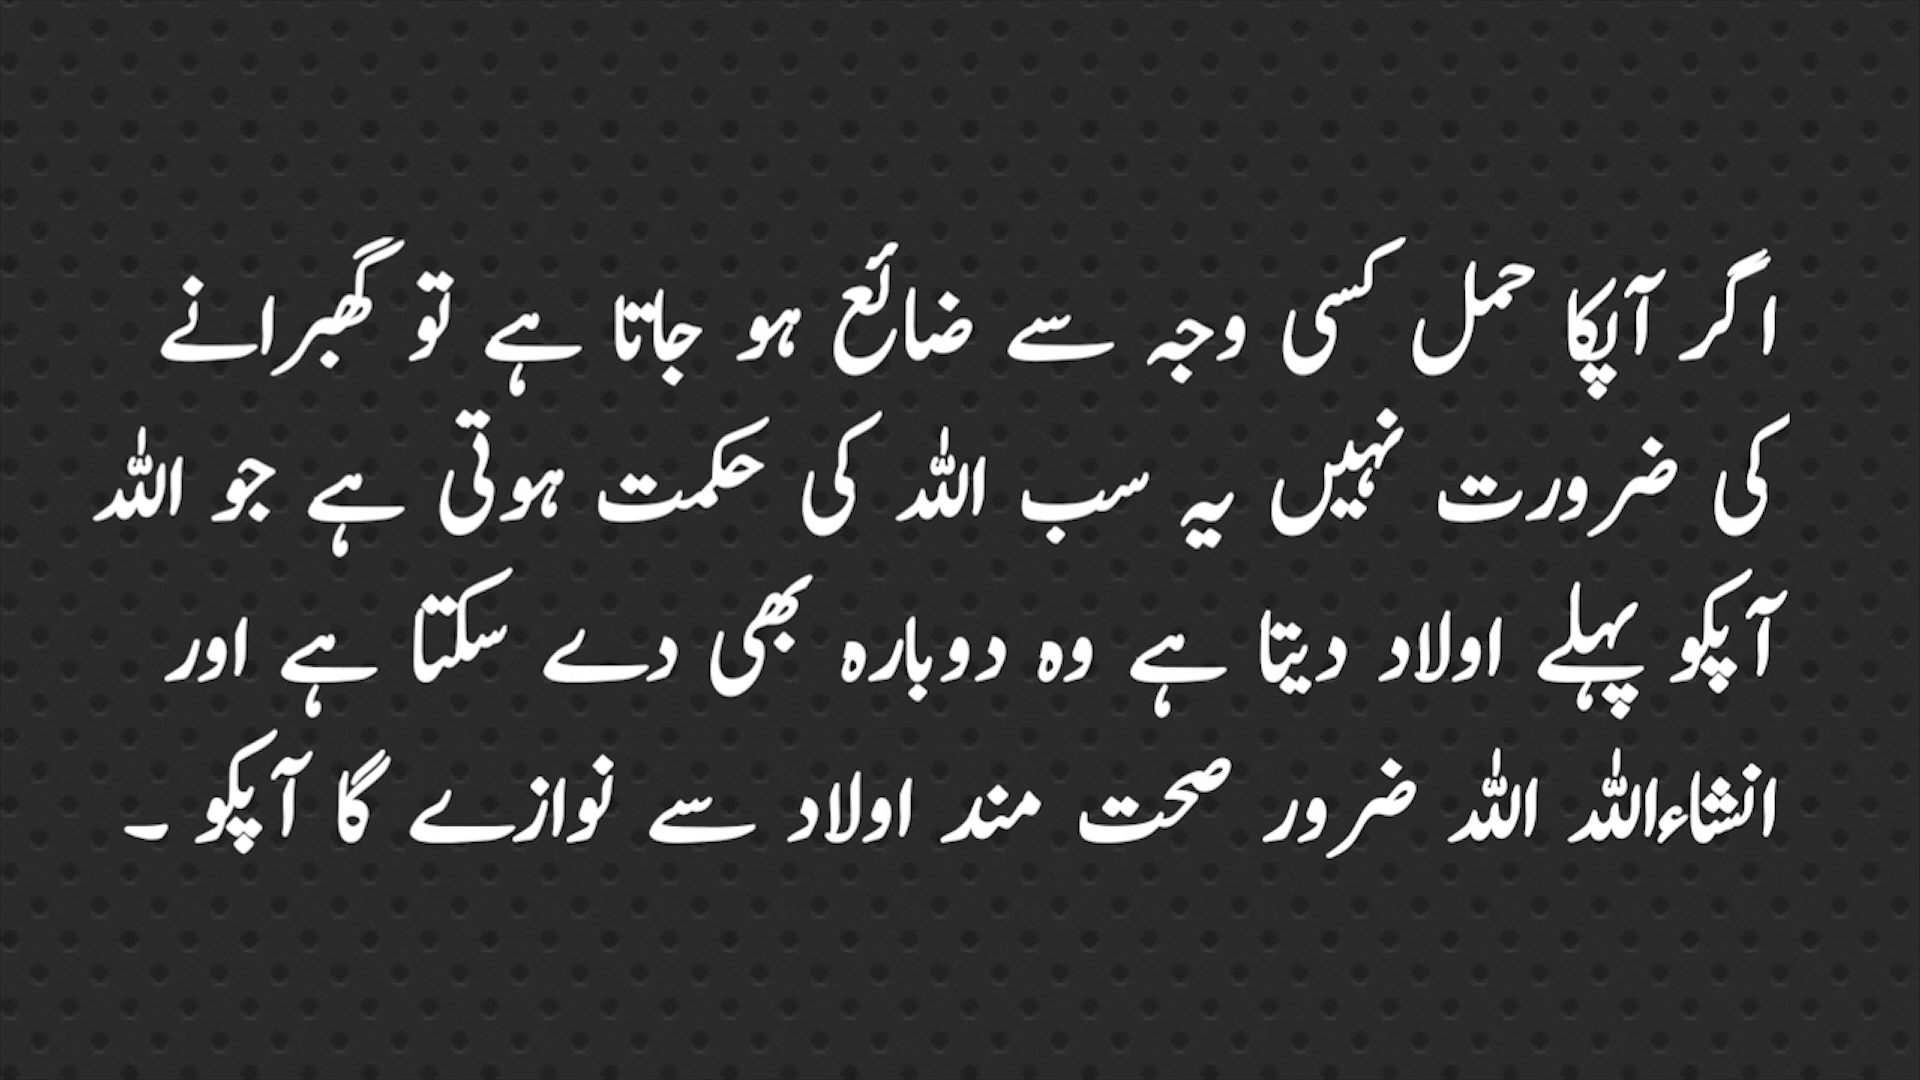 اگر آپکا حمل کسی وجہ سے ضائع ہو جاتا ہے تو گھبرانے
کی ضرورت نہیں یہ سب اللہ کی حکمت ہوتی ہے جو اللہ
آپکو پہلے اولاد دیتا ہے وہ دوبارہ بھی دے سکتا ہے اور
انشاءاللہ اللہ ضرور صحت مند اولاد سے نوازے گا آپکو ۔